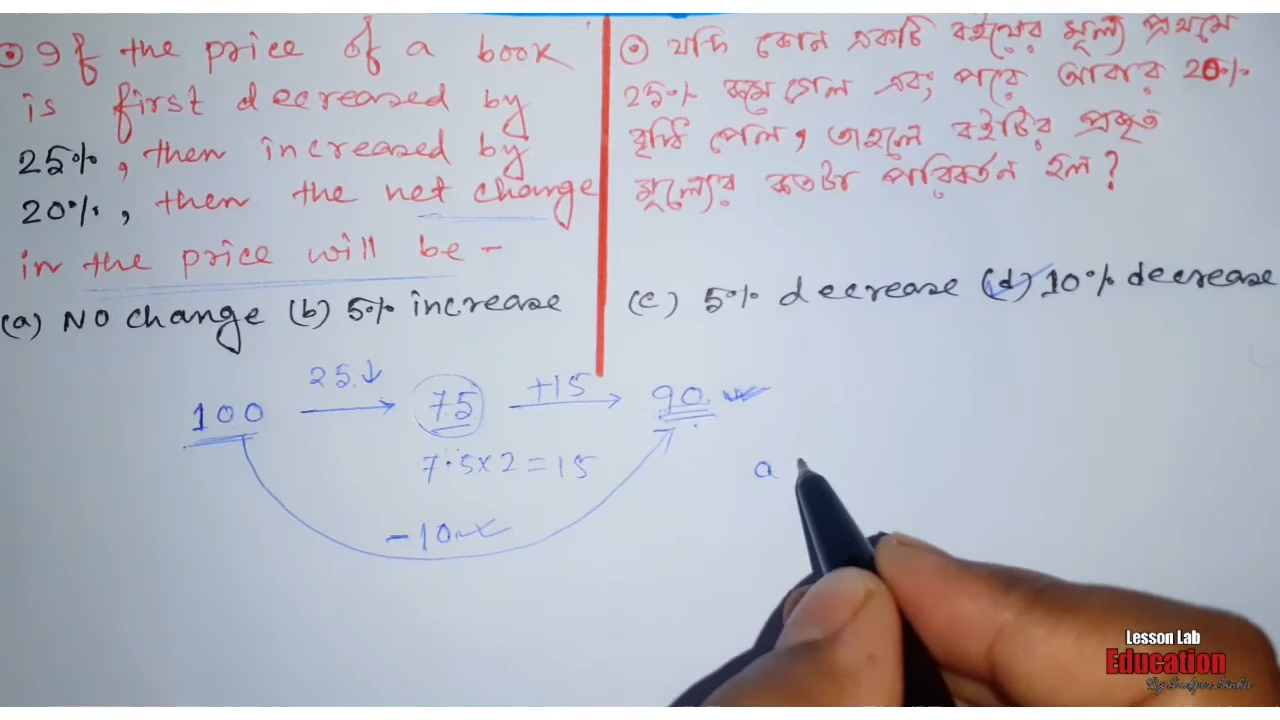 If the price of a book
is first decreased by
25%, then increased by
20%, then the net change
in the price will be -
যদি কোন একটি বইয়ের মূল্য প্রথমে
25% কমে গেল এবং পরে আবার 20%
বৃদ্ধি পেল, তাহলে বইটির প্রকৃত
মূল্যের কতটা পরিবর্তন হল?
(a) No change (b) 5% increase
(c) 5% decrease (d) 10% decrease
100 25↓ 75 +15 90
7.5×2=15
-10
a
Lesson Lab
Education